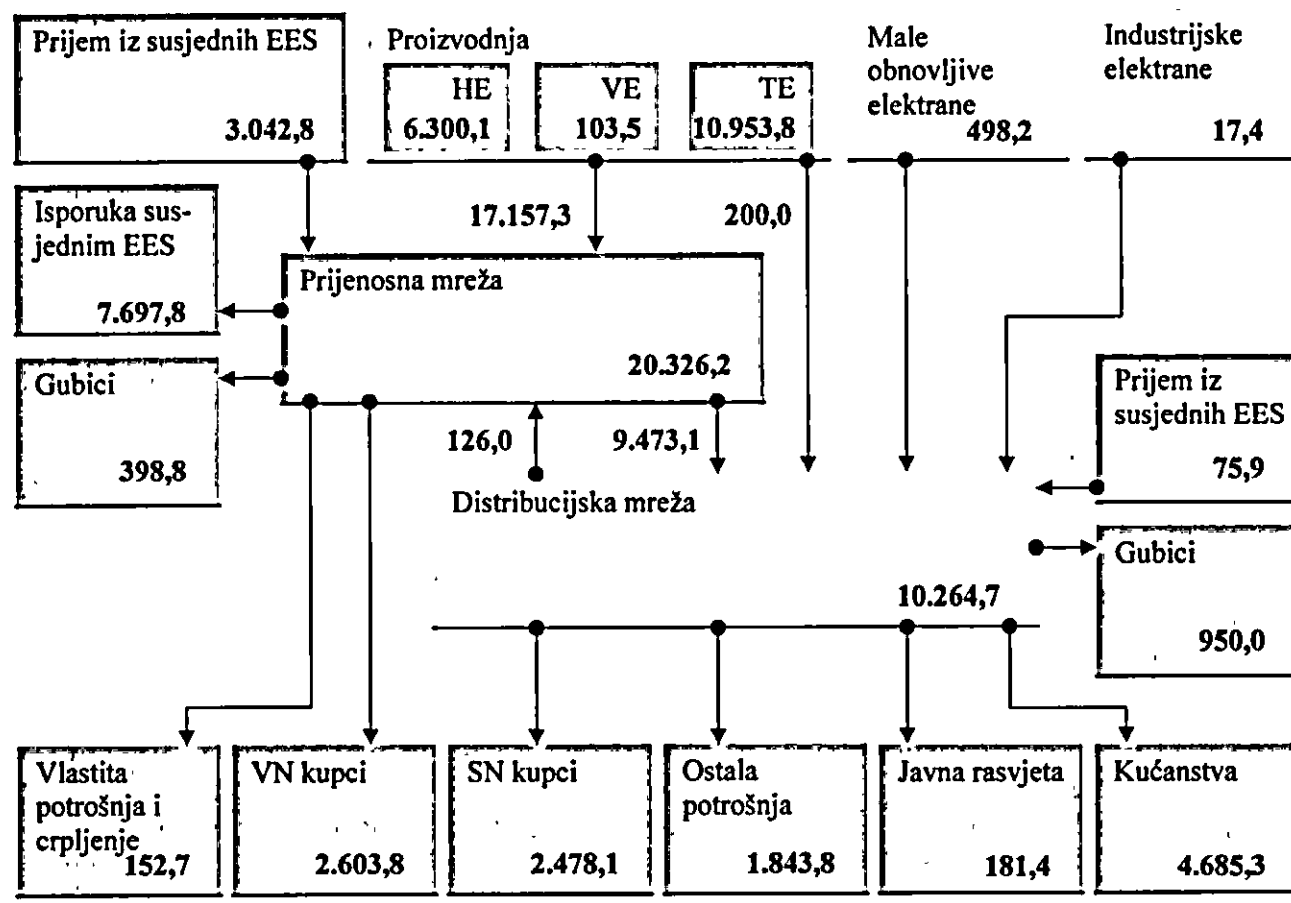 Prijem iz susjednih EES
3.042,8
Proizvodnja
HE
6.300,1
VE
103,5
TE
10.953,8
Male
obnovljive
elektrane
498,2
Industrijske
elektrane
17,4
Isporuka sus-
jednim EES
7.697,8
17.157,3
200,0
Prijenosna mreža
20.326,2
Gubici
398,8
126,0
9.473,1
Distribucijska mreža
Prijem iz
susjednih EES
75,9
Gubici
950,0
10.264,7
Vlastita
potrošnja i
crpljenje
152,7
VN kupci
2.603,8
SN kupci
2.478,1
Ostala
potrošnja
1.843,8
Javna rasvjeta
181,4
Kućanstva
4.685,3